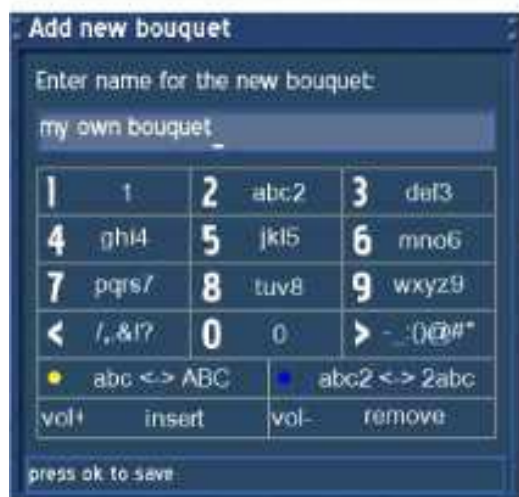 Add new bouquet
Enter name for the new bouquet:
my own bouquet_
1 1 2 abc2 3 def3
4 ghi4 5 jkl5 6 mno6
7 pqrs7 8 tuv8 9 wxyz9
< /,.&!? 0 0 > -_:()@#*
abc <-> ABC abc2 <-> 2abc
vol+ insert vol- remove
press ok to save